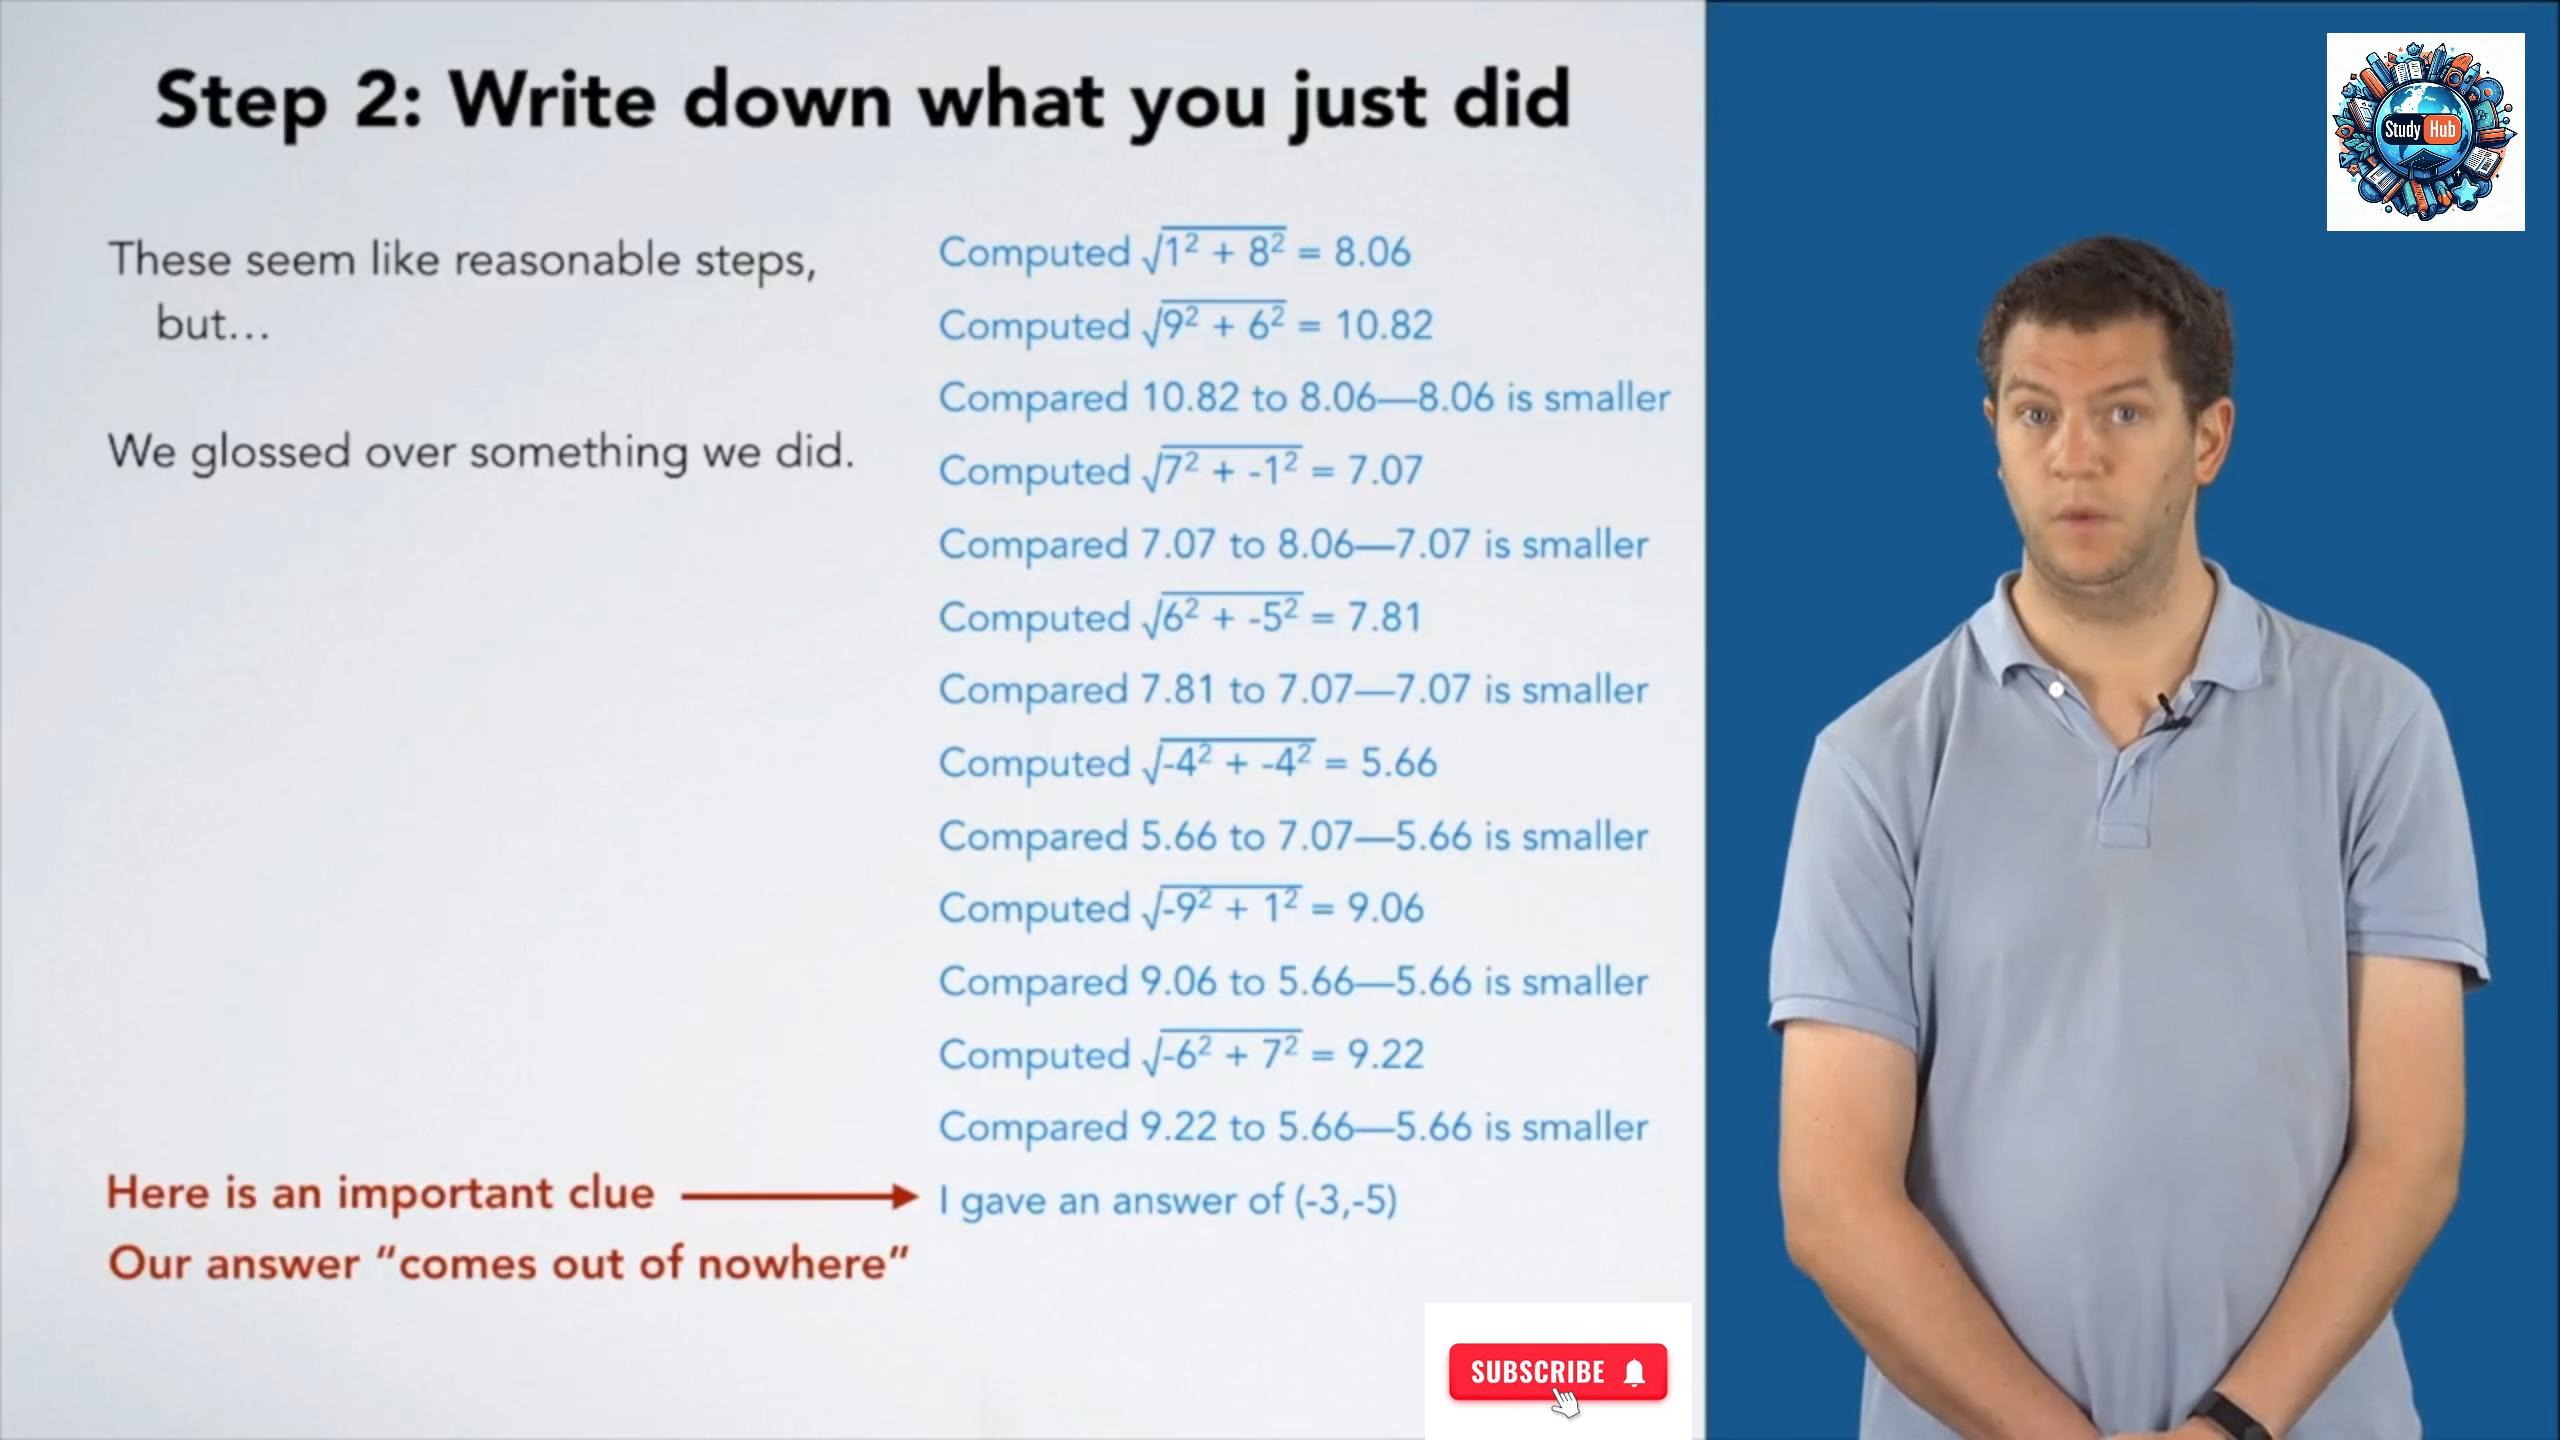 Step 2: Write down what you just did
These seem like reasonable steps,
but...
We glossed over something we did.
Computed √1² + 8² = 8.06
Computed √9² + 6² = 10.82
Compared 10.82 to 8.06—8.06 is smaller
Computed √7² + -1² = 7.07
Compared 7.07 to 8.06—7.07 is smaller
Computed √6² + -5² = 7.81
Compared 7.81 to 7.07—7.07 is smaller
Computed √-4² + -4² = 5.66
Compared 5.66 to 7.07—5.66 is smaller
Computed √-9² + 1² = 9.06
Compared 9.06 to 5.66—5.66 is smaller
Computed √-6² + 7² = 9.22
Compared 9.22 to 5.66—5.66 is smaller
Here is an important clue
I gave an answer of (-3,-5)
Our answer “comes out of nowhere”
Study Hub
SUBSCRIBE